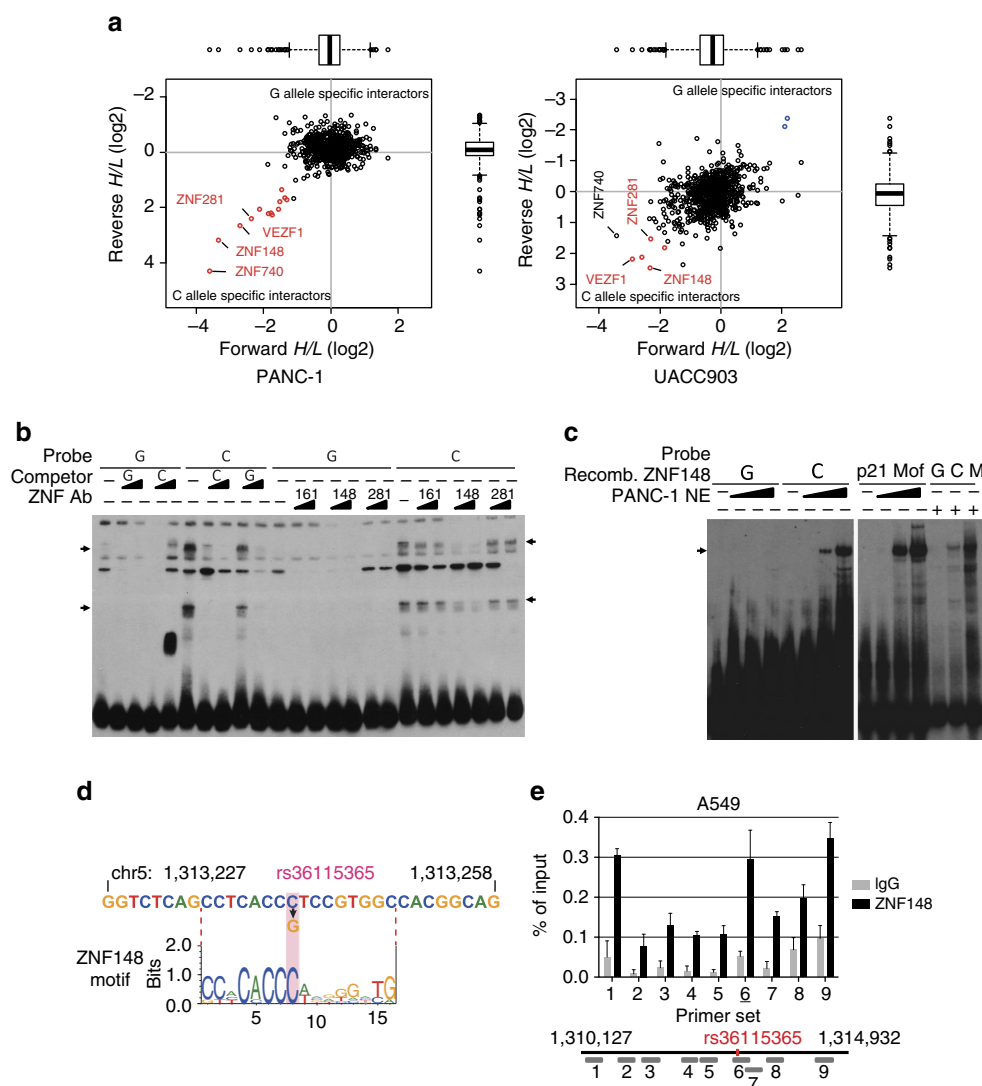 a
G allele specific interactors
ZNF281
VEZF1
ZNF148
ZNF740
C allele specific interactors
−2
0
2
4
Reverse H/L (log2)
−4 −2 0 2
Forward H/L (log2)
PANC-1
G allele specific interactors
ZNF740
ZNF281
VEZF1
ZNF148
C allele specific interactors
−3
−2
−1
0
1
2
3
Reverse H/L (log2)
−4 −2 0 2
Forward H/L (log2)
UACC903
b
Probe G C G C
Competor – G C – C G – –
ZNF Ab – – – – – – – – – – – 161 148 281 – 161 148 281
c
Probe
Recomb. ZNF148 G C p21 Mof G C M
PANC-1 NE – – – – – –
– – – – – – – – – – – – + + +
d
chr5: 1,313,227 rs36115365 1,313,258
GGTCTCAGCCTCACCCTCCGTGGCCACGGCAG
G
ZNF148
motif
Bits
2.0
1.0
0.0
5 10 15
e
A549
0.4
0.3
0.2
0.1
0.0
% of input
IgG
ZNF148
1 2 3 4 5 6 7 8 9
Primer set
1,310,127 rs36115365 1,314,932
1 2 3 4 5 6 7 8 9